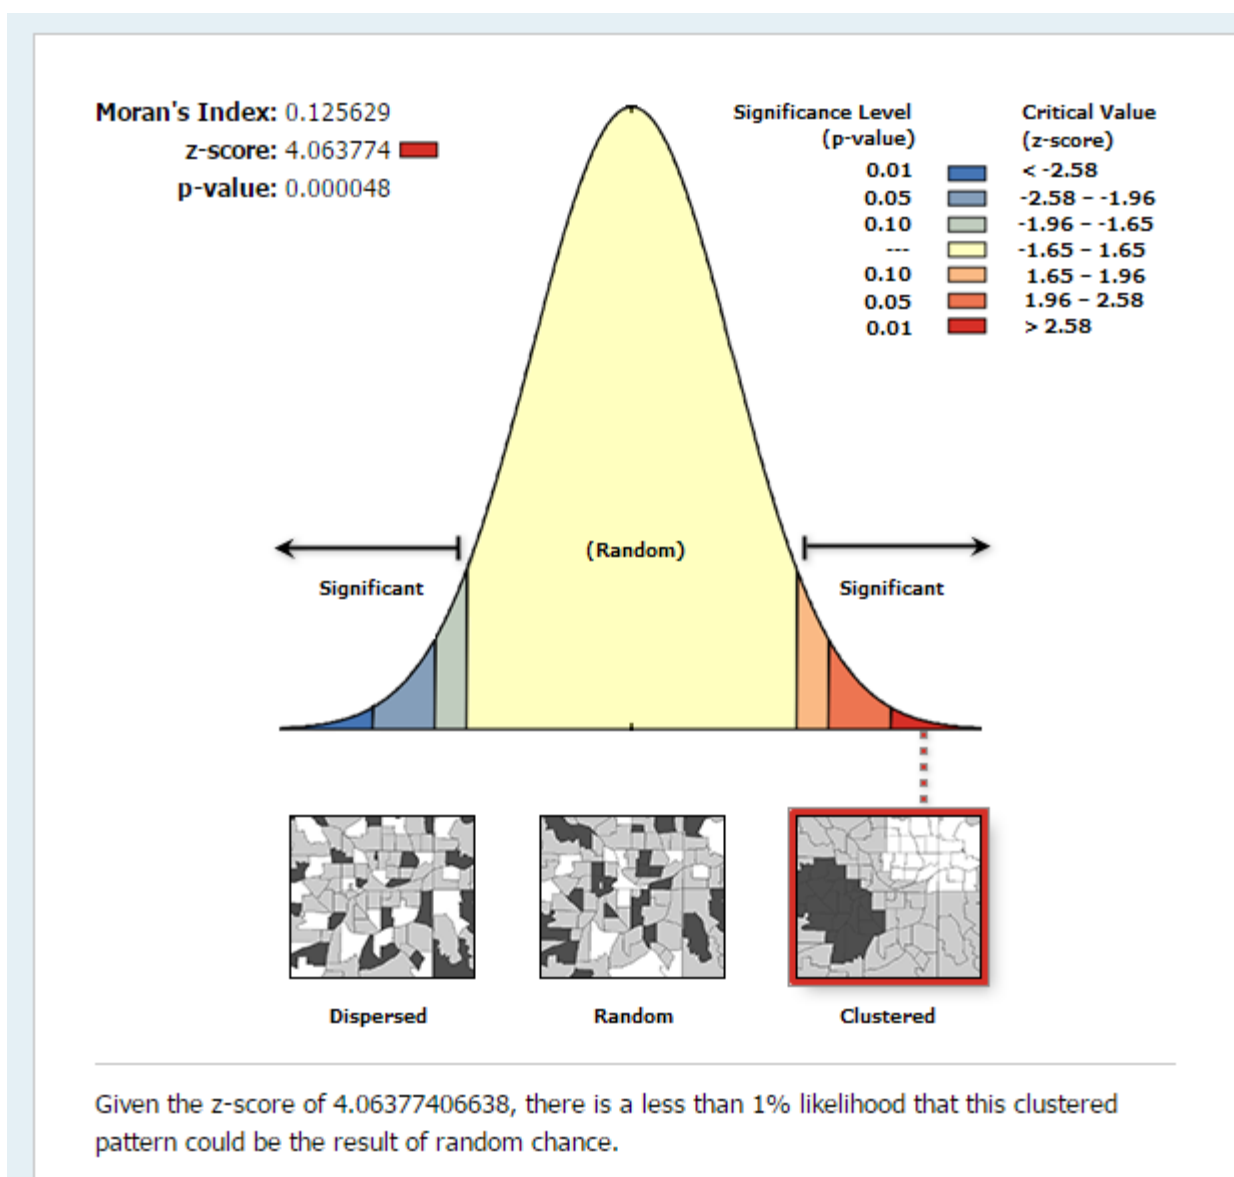 Moran's Index: 0.125629
z-score: 4.063774
p-value: 0.000048
Significance Level
(p-value)
Critical Value
(z-score)
0.01 < -2.58
0.05 -2.58 – -1.96
0.10 -1.96 – -1.65
--- -1.65 – 1.65
0.10 1.65 – 1.96
0.05 1.96 – 2.58
0.01 > 2.58
(Random)
Significant
Significant
Dispersed
Random
Clustered
Given the z-score of 4.06377406638, there is a less than 1% likelihood that this clustered
pattern could be the result of random chance.